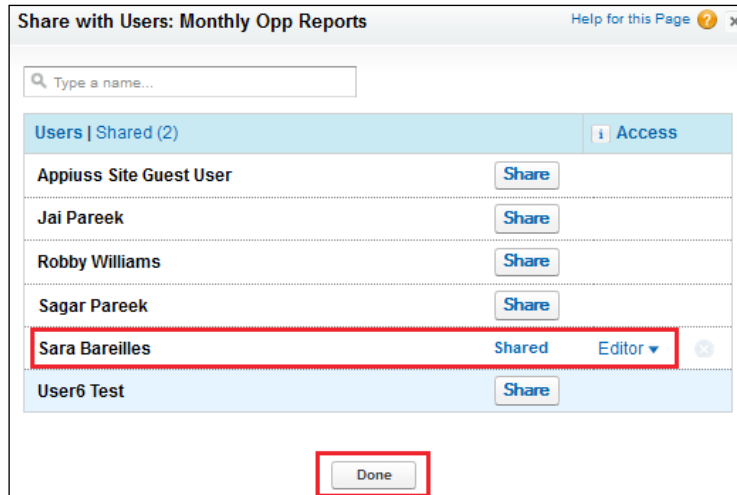 Share with Users: Monthly Opp Reports Help for this Page ? x
Type a name...
Users | Shared (2) i Access
Appiuss Site Guest User Share
Jai Pareek Share
Robby Williams Share
Sagar Pareek Share
Sara Bareilles Shared Editor
User6 Test Share
Done